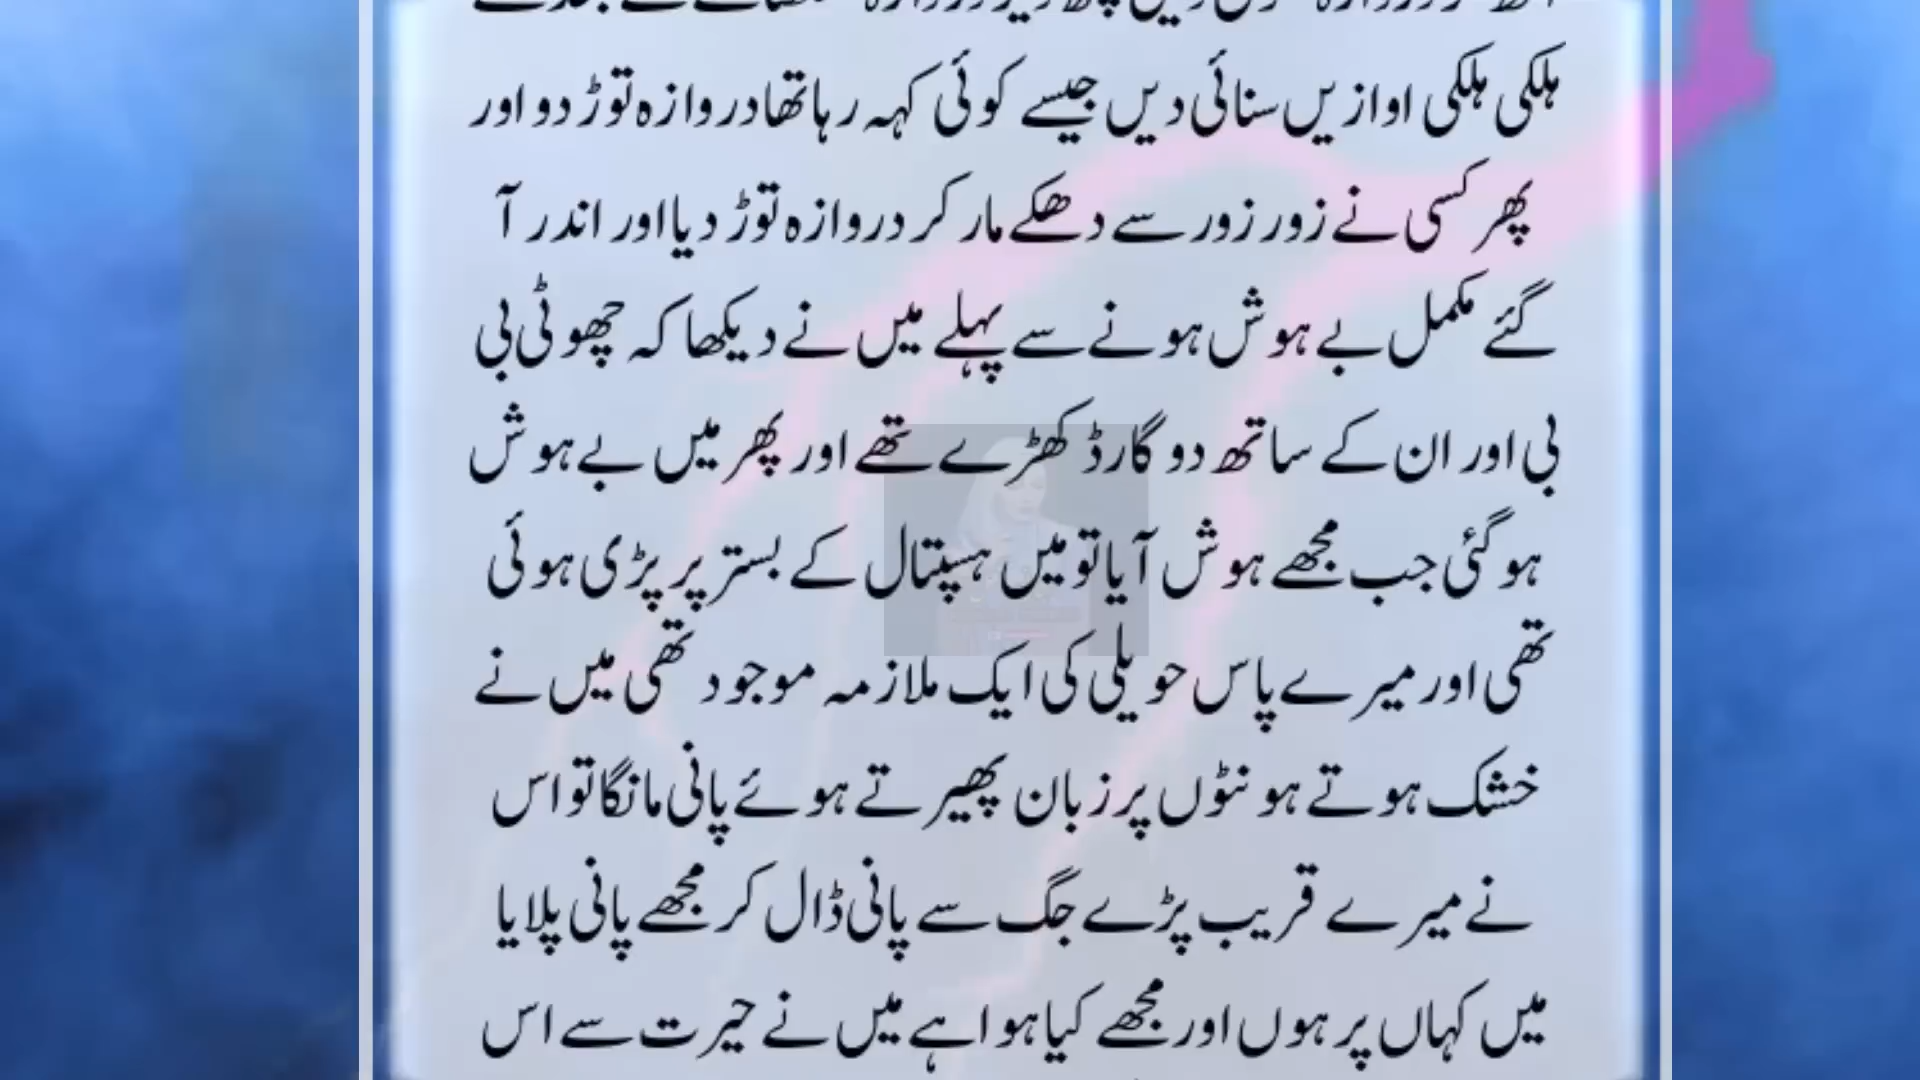 ہلکی ہلکی اوازیں سنائی دیں جیسے کوئی کہہ رہا تھا دروازہ توڑ دو اور
پھر کسی نے زور زور سے دھکے مار کر دروازہ توڑ دیا اور اندر آ
گئے مکمل بے ہوش ہونے سے پہلے میں نے دیکھا کہ چھوٹی بی
بی اور ان کے ساتھ دو گارڈ کھڑے تھے اور پھر میں بے ہوش
ہو گئی جب مجھے ہوش آیا تو میں ہسپتال کے بستر پر پڑی ہوئی
تھی اور میرے پاس حویلی کی ایک ملازمہ موجود تھی میں نے
خشک ہوتے ہونٹوں پر زبان پھیرتے ہوئے پانی مانگا تو اس
نے میرے قریب پڑے جگ سے پانی ڈال کر مجھے پانی پلایا
میں کہاں پر ہوں اور مجھے کیا ہوا ہے میں نے حیرت سے اس